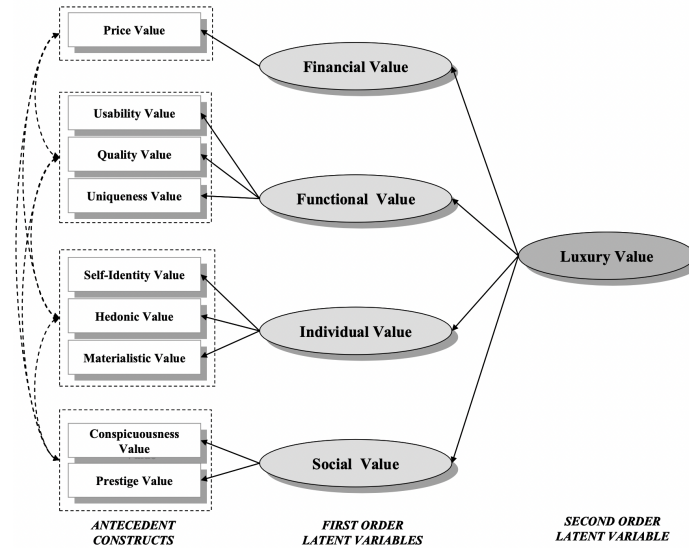 Price Value
Financial Value
Usability Value
Quality Value
Uniqueness Value
Functional Value
Luxury Value
Self-Identity Value
Hedonic Value
Materialistic Value
Individual Value
Conspicuousness
Value
Prestige Value
Social Value
ANTECEDENT
CONSTRUCTS
FIRST ORDER
LATENT VARIABLES
SECOND ORDER
LATENT VARIABLE